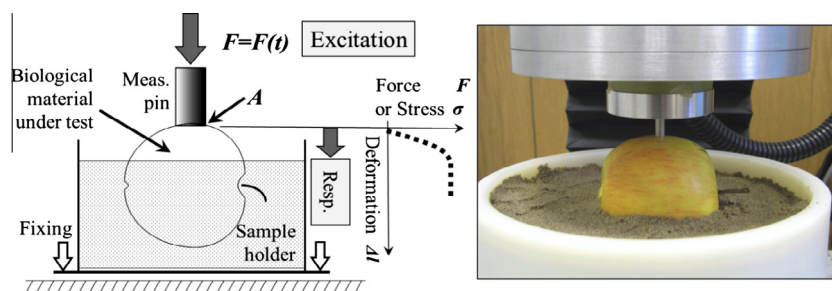 F=F(t)
Excitation
Biological
material
under test
Meas.
pin
A
Force F
or Stress σ
Deformation Δl
Resp.
Fixing
Sample
holder